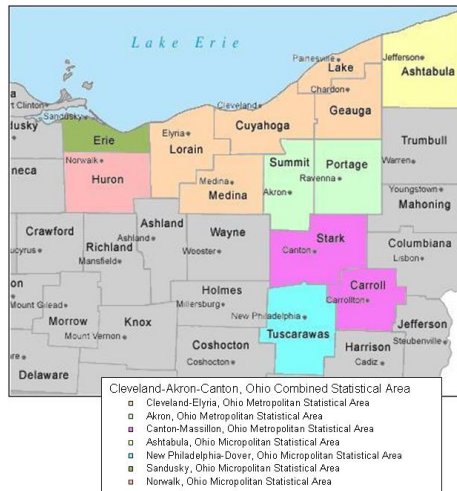 Lake Erie
Painesville
Lake
Jefferson
Ashtabula
Chardon
Geauga
Clinton
Sandusky
Cleveland
Cuyahoga
Erie
Elyria
Lorain
Trumbull
Warren
Summit
Portage
Ravenna
Norwalk
Huron
Medina
Medina
Akron
Youngstown
Mahoning
Crawford
Ashland
Ashland
Richland
Mansfield
Wayne
Wooster
Stark
Canton
Columbiana
Lisbon
Holmes
Millersburg
Carroll
Carrollton
Mount Gilead
Morrow
Mount Vernon
Knox
New Philadelphia
Tuscarawas
Jefferson
Steubenville
Coshocton
Coshocton
Harrison
Cadiz
Delaware
Cleveland-Akron-Canton, Ohio Combined Statistical Area
Cleveland-Elyria, Ohio Metropolitan Statistical Area
Akron, Ohio Metropolitan Statistical Area
Canton-Massillon, Ohio Metropolitan Statistical Area
Ashtabula, Ohio Micropolitan Statistical Area
New Philadelphia-Dover, Ohio Micropolitan Statistical Area
Sandusky, Ohio Micropolitan Statistical Area
Norwalk, Ohio Micropolitan Statistical Area